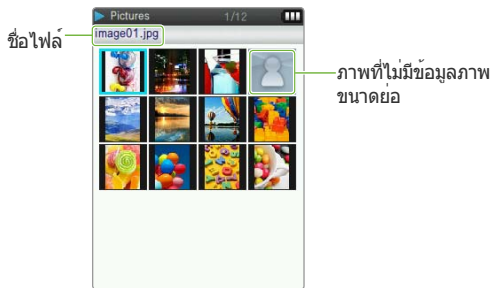 Pictures 1/12
image01.jpg
ชื่อไฟล์
ภาพที่ไม่มีข้อมูลภาพ
ขนาดย่อ